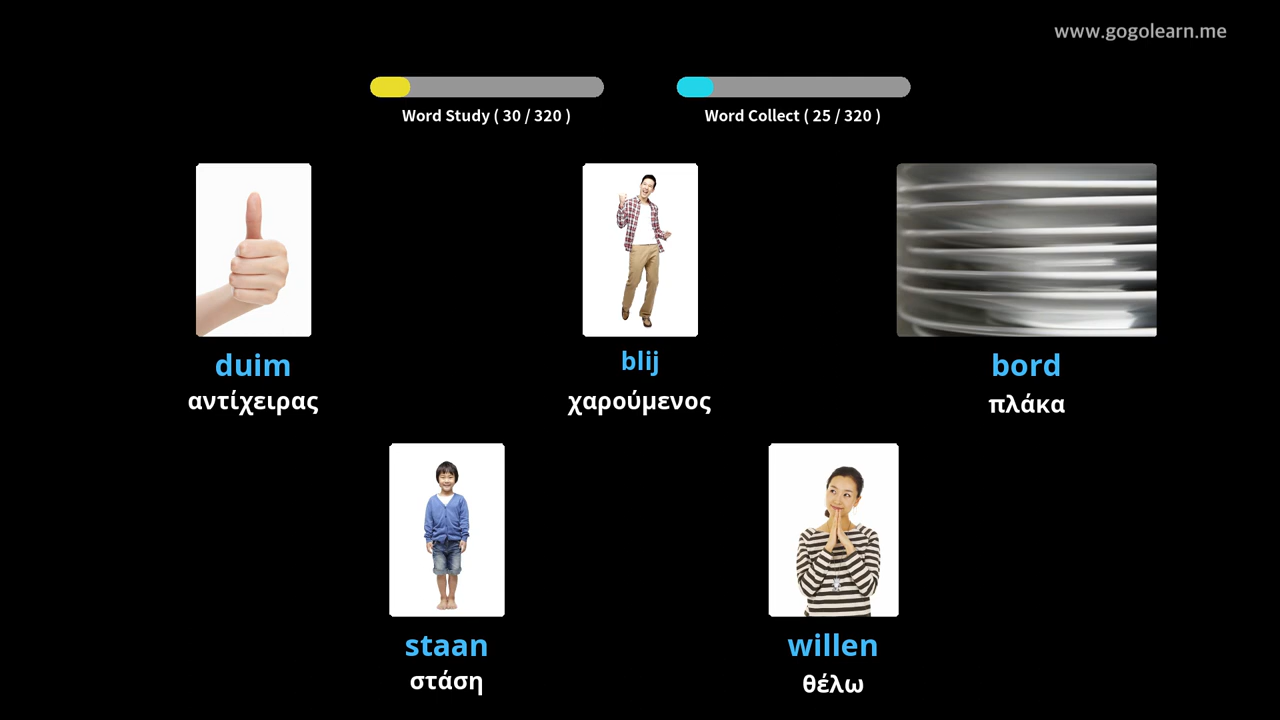 www.gogolearn.me
Word Study ( 30 / 320 )
Word Collect ( 25 / 320 )
duim
αντίχειρας
blij
χαρούμενος
bord
πλάκα
staan
στάση
willen
θέλω